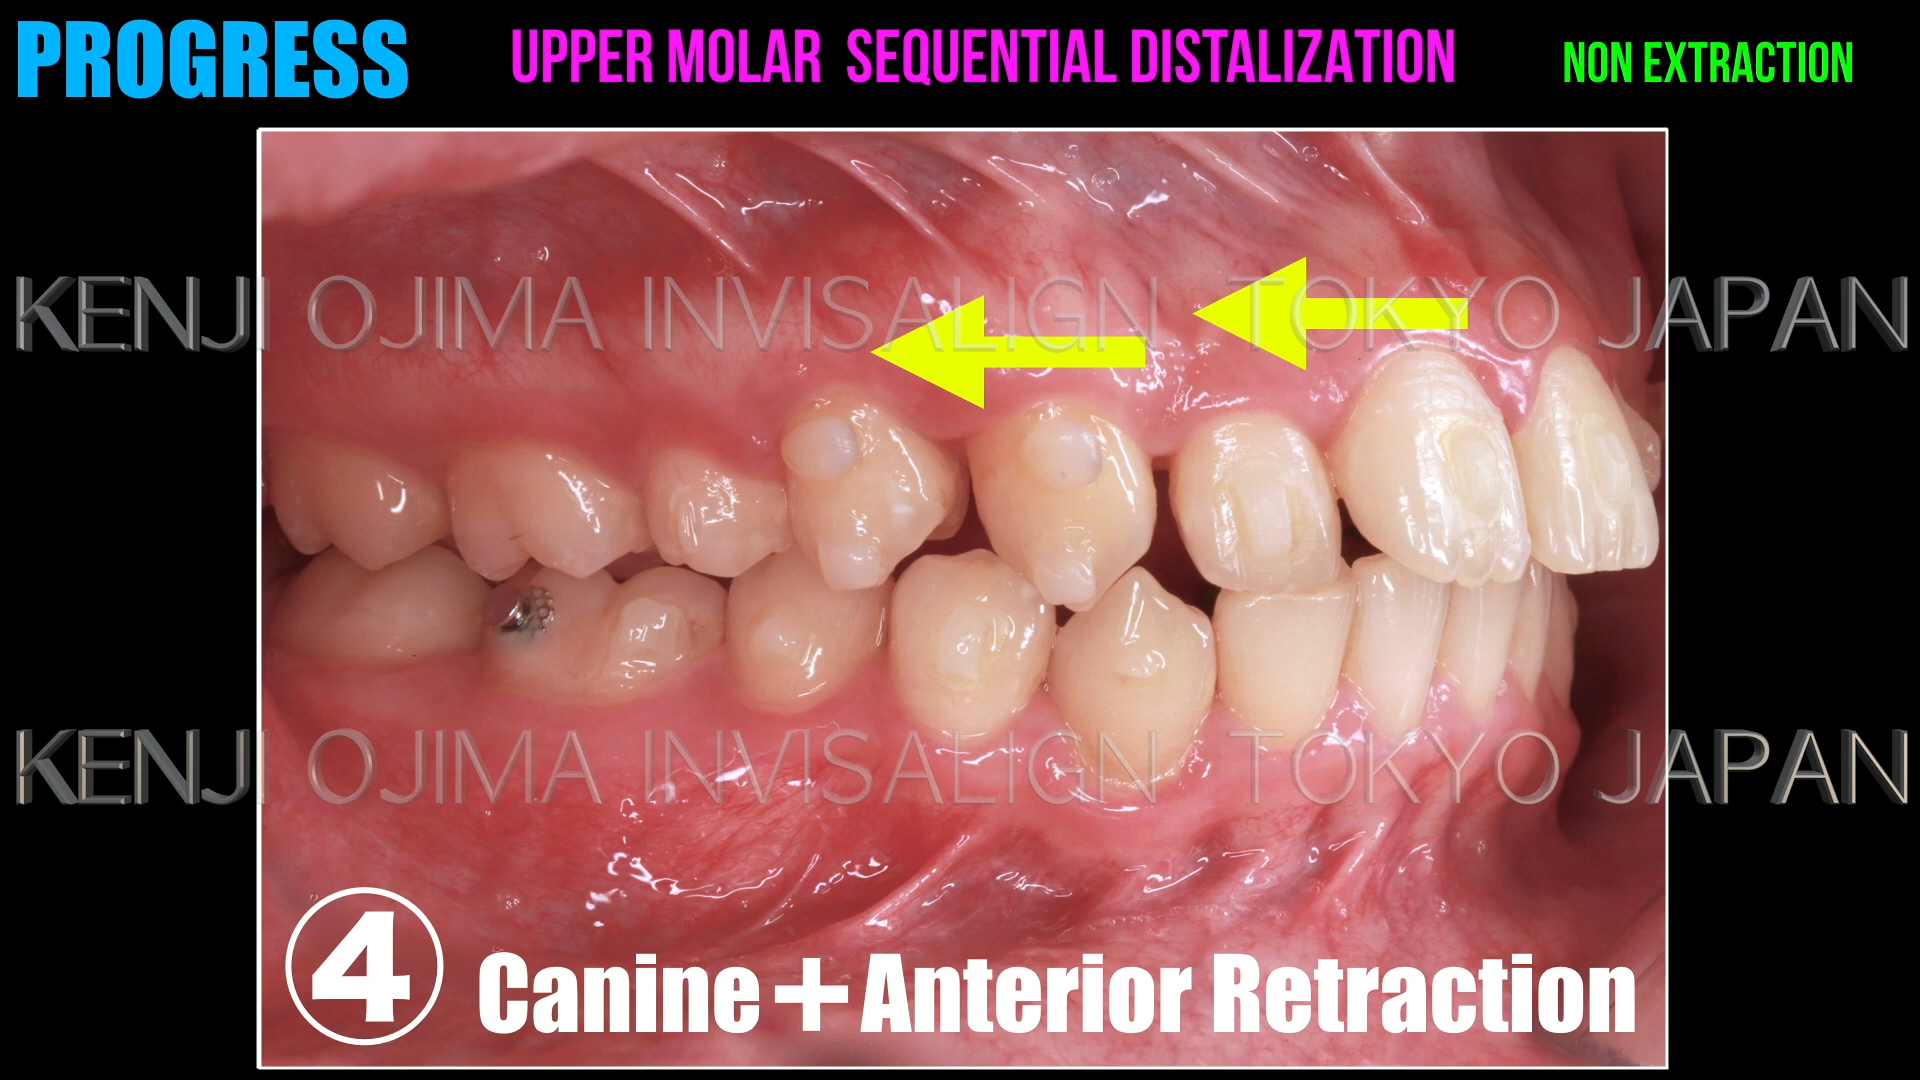 PROGRESS UPPER MOLAR SEQUENTIAL DISTALIZATION NON EXTRACTION
KENJI OJIMA INVISALIGN TOKYO JAPAN
KENJI OJIMA INVISALIGN TOKYO JAPAN
④ Canine+Anterior Retraction